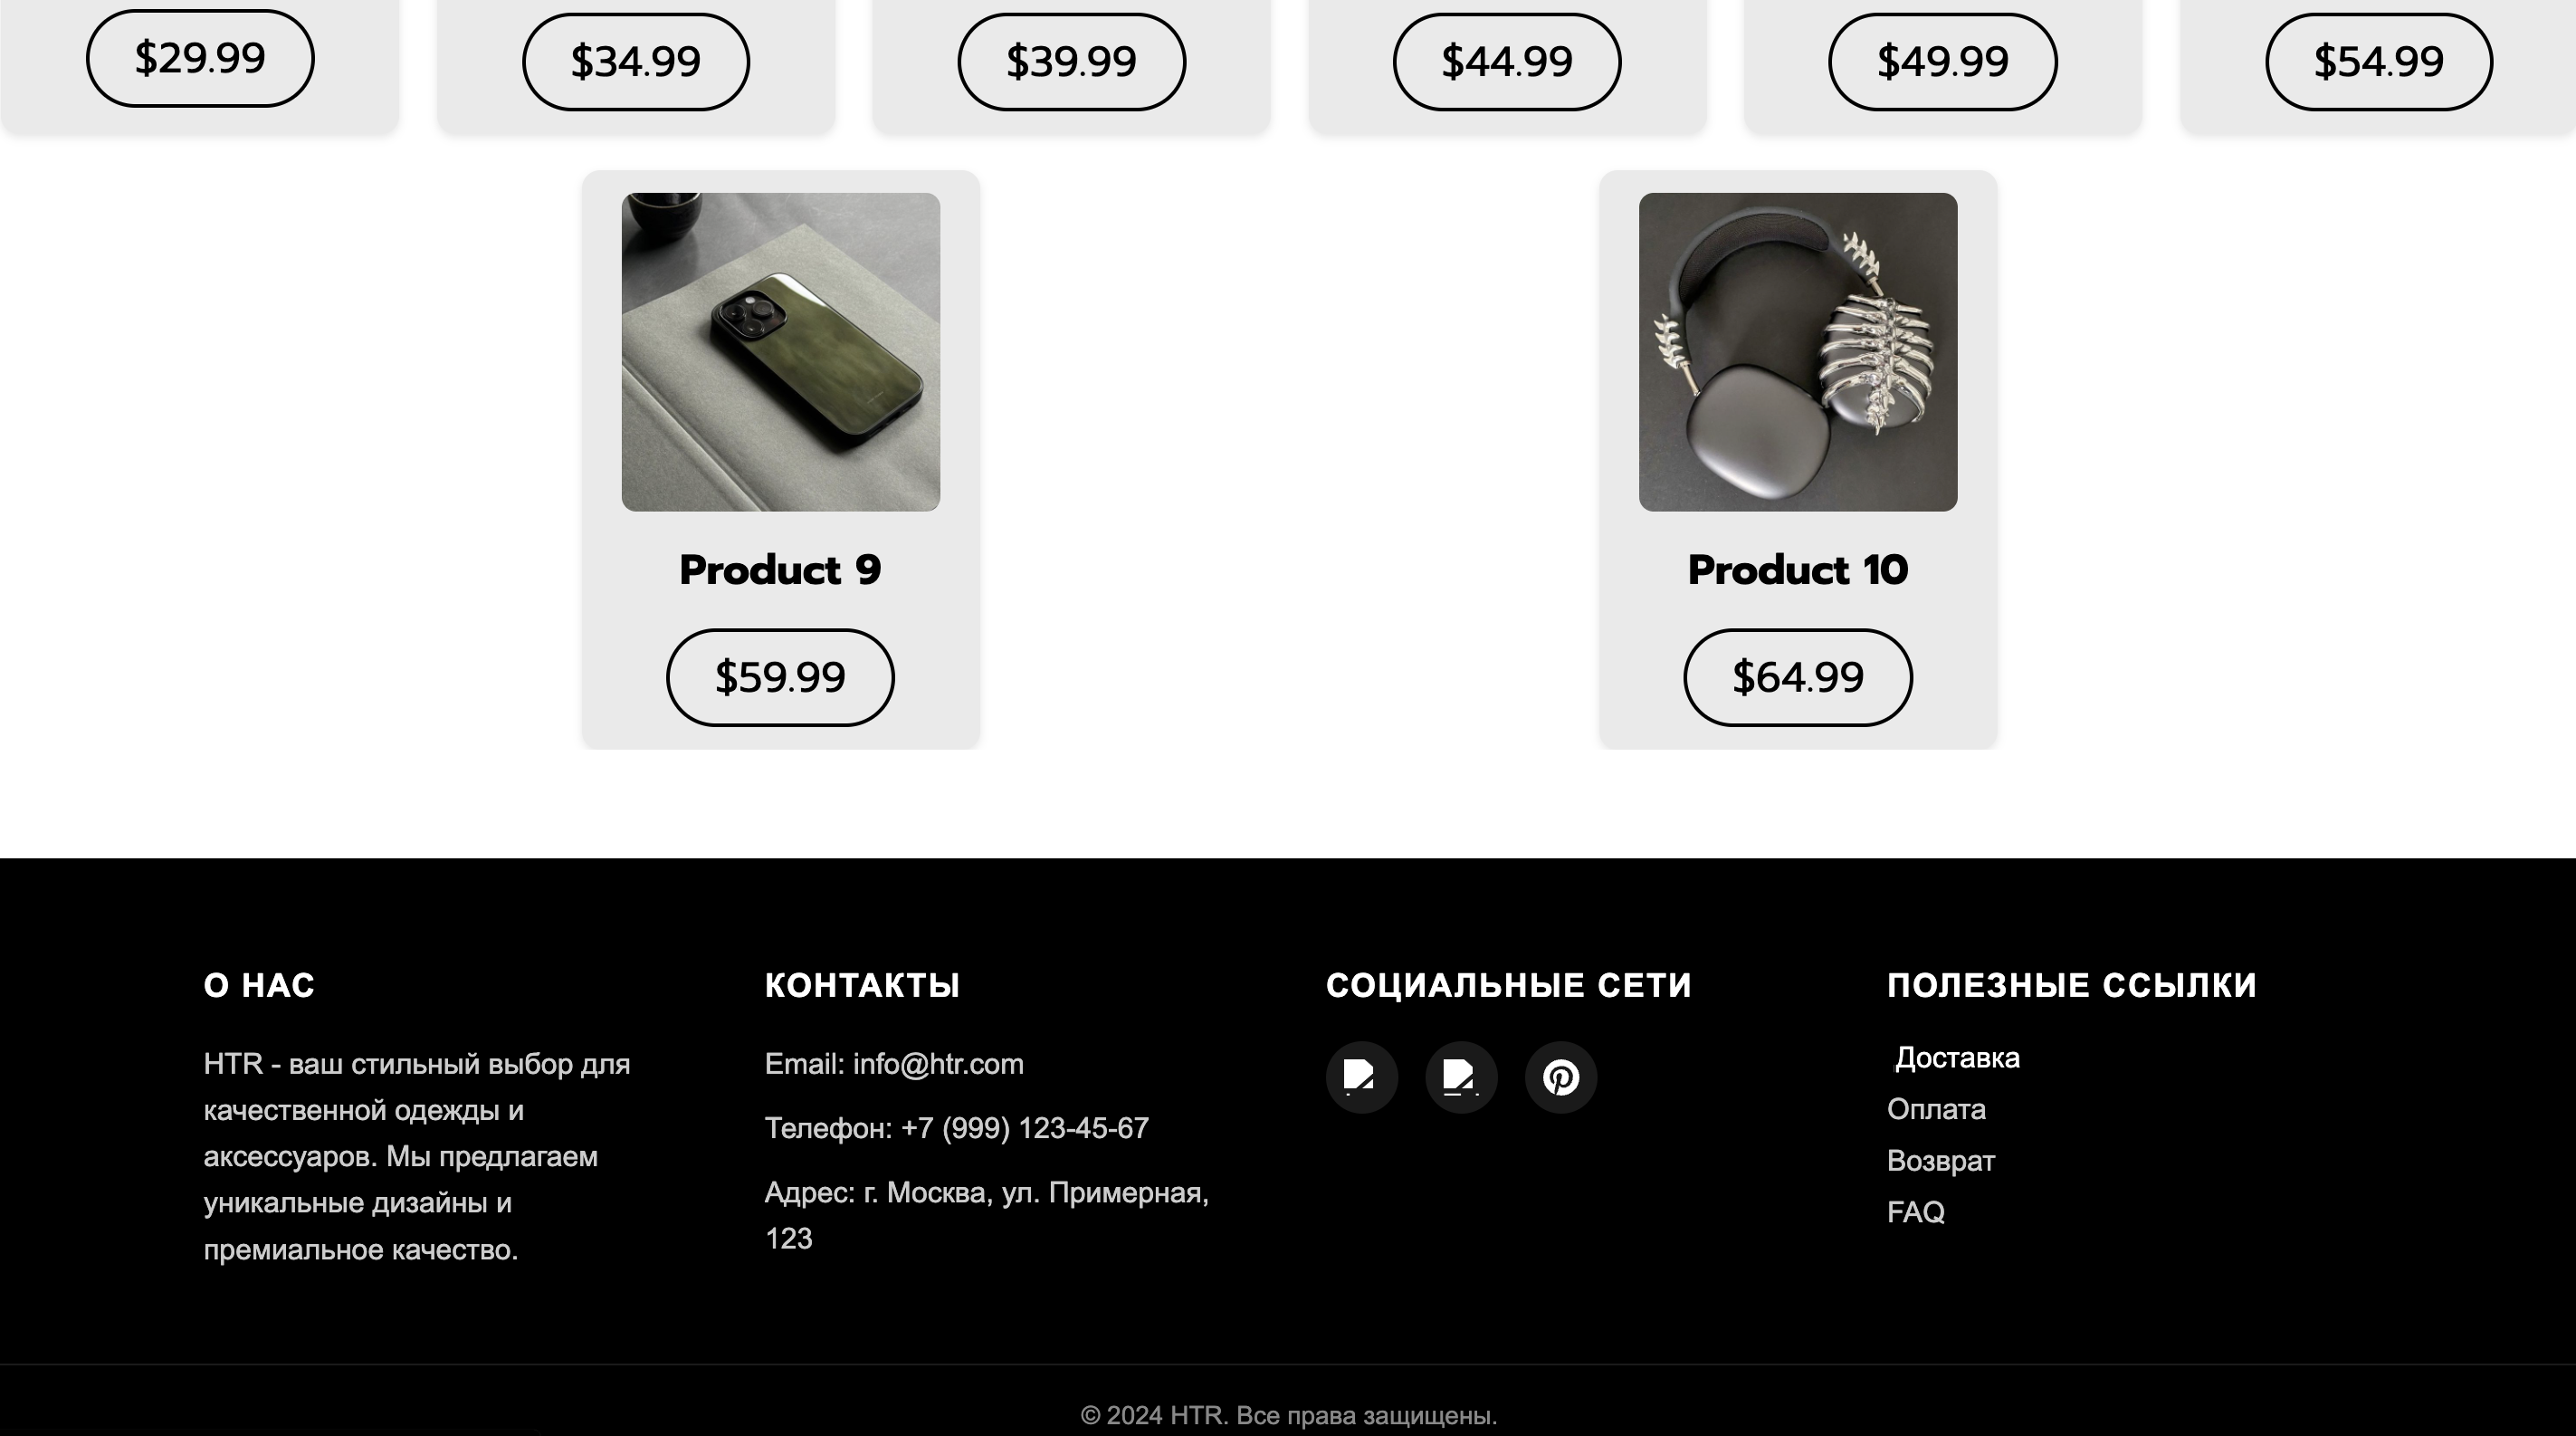 $29.99
$34.99
$39.99
$44.99
$49.99
$54.99
Product 9
$59.99
Product 10
$64.99
О НАС
HTR - ваш стильный выбор для
качественной одежды и
аксессуаров. Мы предлагаем
уникальные дизайны и
премиальное качество.
КОНТАКТЫ
Email: info@htr.com
Телефон: +7 (999) 123-45-67
Адрес: г. Москва, ул. Примерная,
123
СОЦИАЛЬНЫЕ СЕТИ
ПОЛЕЗНЫЕ ССЫЛКИ
Доставка
Оплата
Возврат
FAQ
© 2024 HTR. Все права защищены.